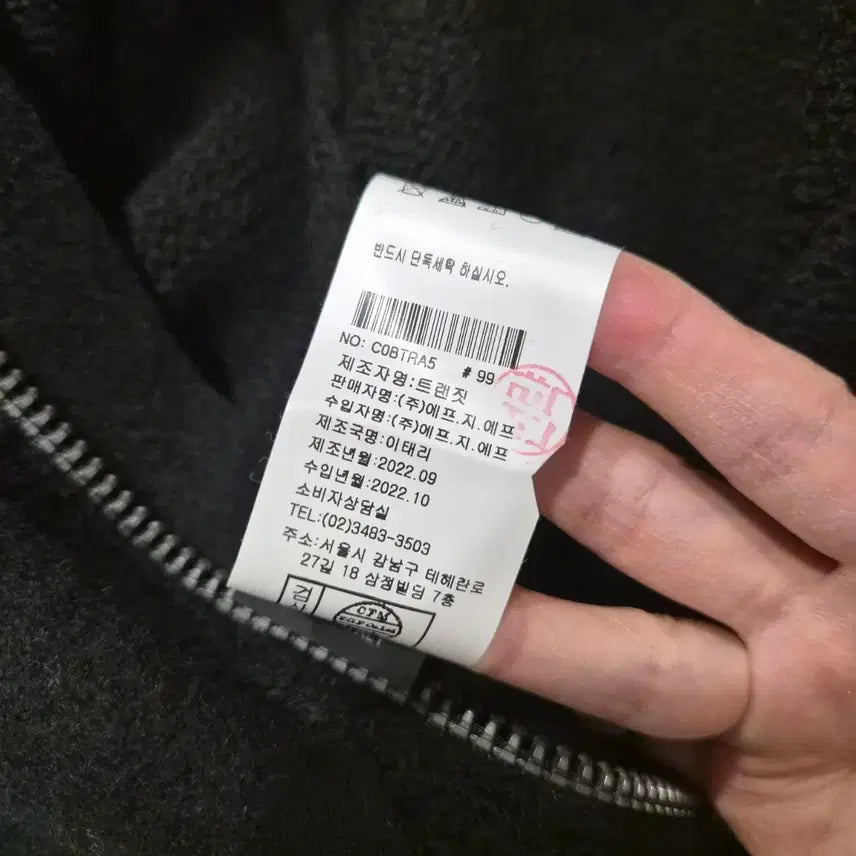 반드시 단독세탁 하십시오.
NO: C0BTRA5 # 99
제조자명:트랜짓
판매자명:(주)에프.지.에프
수입자명:(주)에프.지.에프
제조국명:이태리
제조년월:2022.09
수입년월:2022.10
소비자상담실
TEL:(02)3483-3503
주소:서울시 강남구 테헤란로
27길 18 삼정빌딩 7층
CTM